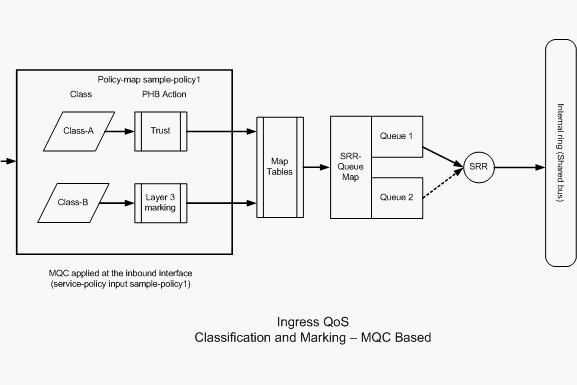 Policy-map sample-policy1
Class
PHB Action
Class-A
Trust
Class-B
Layer 3
marking
MQC applied at the inbound interface
(service-policy input sample-policy1)
Map
Tables
SRR-
Queue
Map
Queue 1
Queue 2
SRR
Internal ring (Shared bus)
Ingress QoS
Classification and Marking – MQC Based